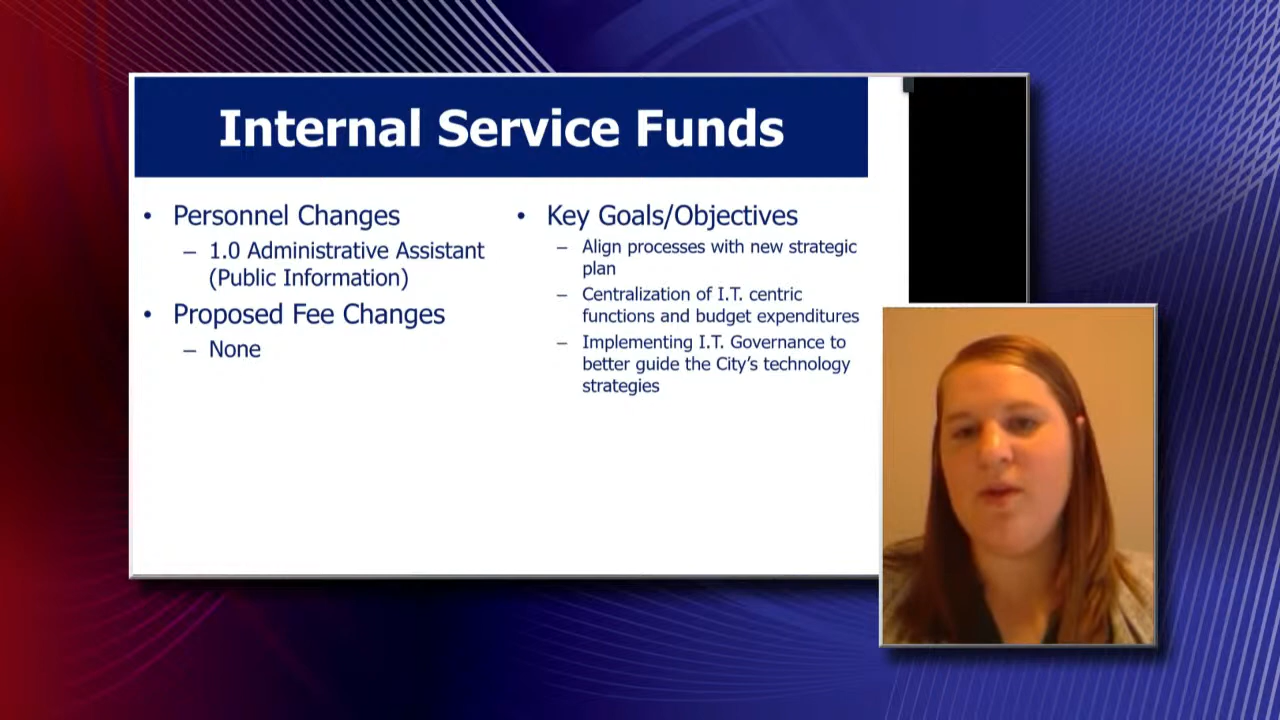 Internal Service Funds
• Personnel Changes
– 1.0 Administrative Assistant
(Public Information)
• Proposed Fee Changes
– None
• Key Goals/Objectives
– Align processes with new strategic
plan
– Centralization of I.T. centric
functions and budget expenditures
– Implementing I.T. Governance to
better guide the City's technology
strategies